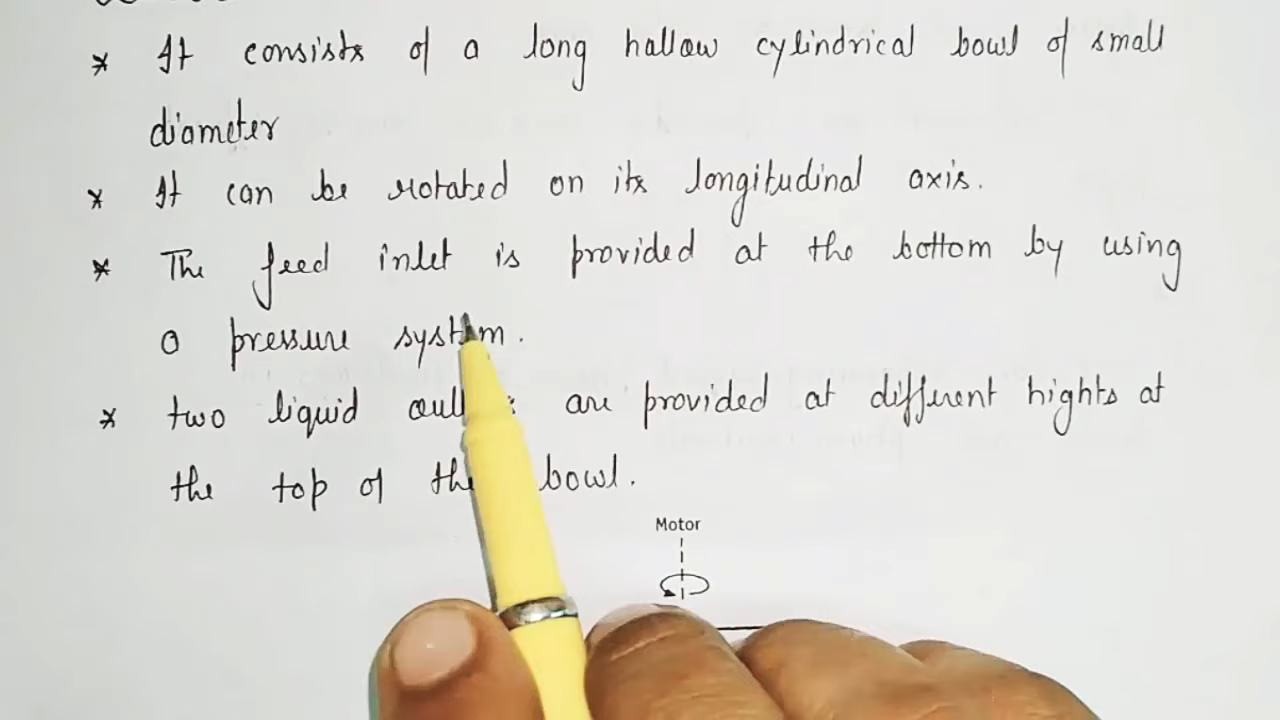 * It consists of a long hallow cylindrical bowl of small
diameter
* It can be rotated on its longitudinal axis.
* The feed inlet is provided at the bottom by using
a pressure system.
* two liquid are provided at different hights at
the top of the bowl.
Motor